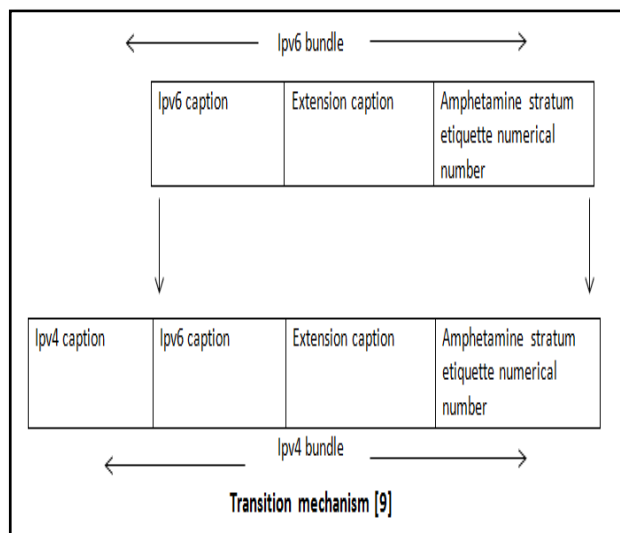 Ipv6 bundle
Ipv6 caption
Extension caption
Amphetamine stratum
etiquette numerical
number
Ipv4 caption
Ipv6 caption
Extension caption
Amphetamine stratum
etiquette numerical
number
Ipv4 bundle
Transition mechanism [9]